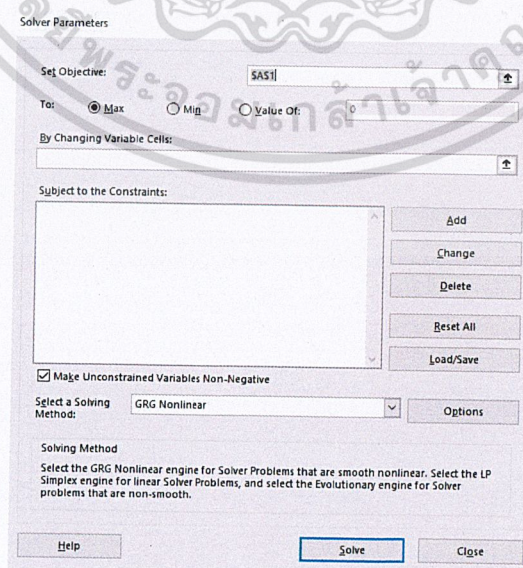 Solver Parameters
Set Objective: $A$1
To: Max Min Value Of: 0
By Changing Variable Cells:
Subject to the Constraints:
Add
Change
Delete
Reset All
Load/Save
Make Unconstrained Variables Non-Negative
Select a Solving Method: GRG Nonlinear Options
Solving Method
Select the GRG Nonlinear engine for Solver Problems that are smooth nonlinear. Select the LP
Simplex engine for linear Solver Problems, and select the Evolutionary engine for Solver
problems that are non-smooth.
Help Solve Close